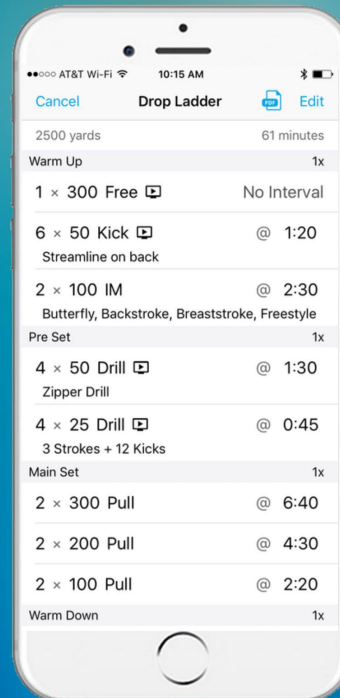 AT&T Wi-Fi 10:15 AM
Cancel Drop Ladder PDF Edit
2500 yards 61 minutes
Warm Up 1x
1 × 300 Free No Interval
6 × 50 Kick @ 1:20
Streamline on back
2 × 100 IM @ 2:30
Butterfly, Backstroke, Breaststroke, Freestyle
Pre Set 1x
4 × 50 Drill @ 1:30
Zipper Drill
4 × 25 Drill @ 0:45
3 Strokes + 12 Kicks
Main Set 1x
2 × 300 Pull @ 6:40
2 × 200 Pull @ 4:30
2 × 100 Pull @ 2:20
Warm Down 1x